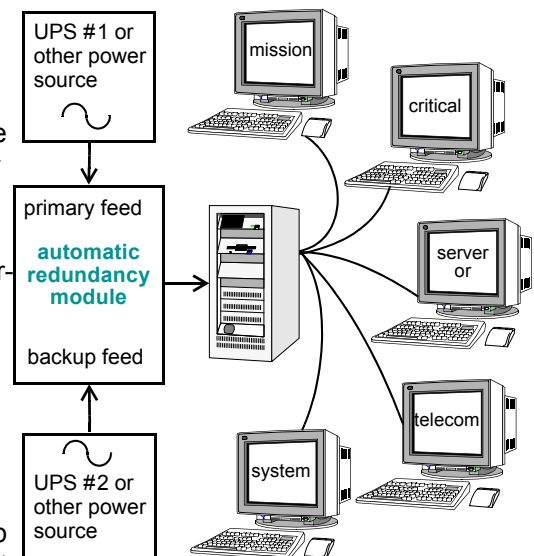 UPS #1 or
other power
source
primary feed
automatic
redundancy
module
backup feed
UPS #2 or
other power
source
mission
critical
server
or
telecom
system